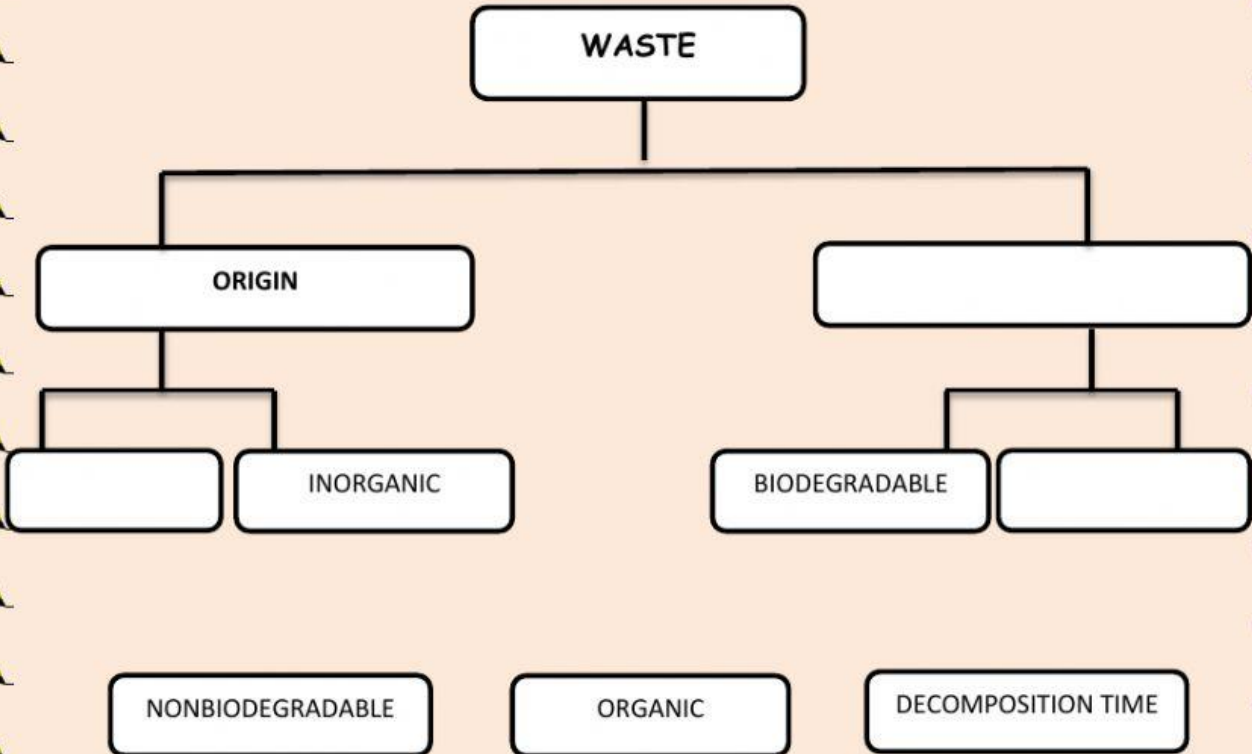 WASTE
ORIGIN
INORGANIC
BIODEGRADABLE
NONBIODEGRADABLE
ORGANIC
DECOMPOSITION TIME